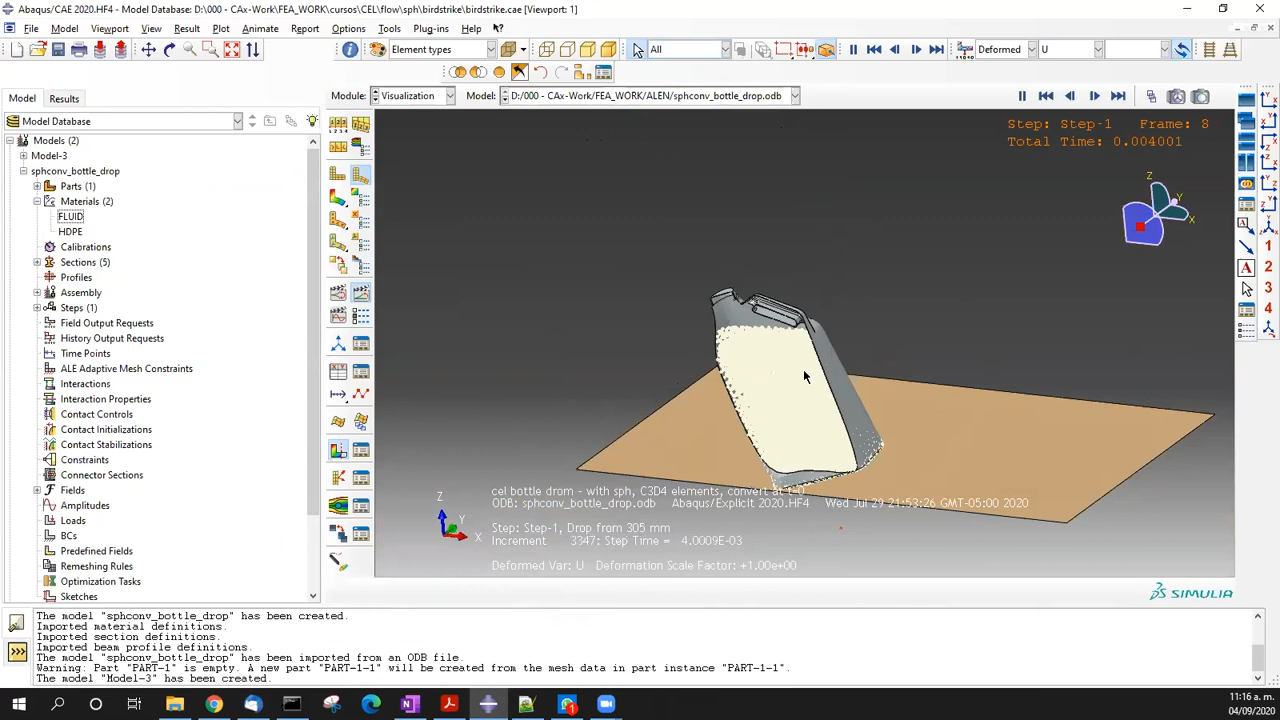 Abaqus/CAE 2020.HF4 - Model Database: D:\000 - CAx-Work\FEA_WORK\cursos\CEL\flow\sph\birdstrike\birdstrike.cae [Viewport: 1]
File Model Viewport View Result Plot Animate Report Options Tools Plug-ins Help
Element types All Deformed U
Model Results Module: Visualization Model: D:/000 - CAx-Work/FEA_WORK/ALEN/sphconv_bottle_drop.odb
Model Database
Models (2)
Model-3
sphconv_bottle_drop
Parts (1)
Materials (2)
FLUID
HDPE
Calibrations
Sections (5)
Profiles
Assembly
Steps (1)
Field Output Requests
History Output Requests
Time Points
ALE Adaptive Mesh Constraints
Interactions
Interaction Properties
Contact Controls
Contact Initializations
Contact Stabilizations
Constraints
Connector Sections
Fields
Amplitudes
Loads
BCs
Predefined Fields
Remeshing Rules
Optimization Tasks
Sketches
Step: Step-1 Frame: 8
Total Time: 0.004001
Z
Y
X
1
2
3
4
Z
Y
X
cel bottle drom - with sph, C3D4 elements, convert at
ODB: sphconv_bottle_drop.odb Abaqus/Explicit 2020.HF4 Wed Jul 29 21:53:26 GMT-05:00 2020
Step: Step-1, Drop from 305 mm
Increment 3347: Step Time = 4.0009E-03
Deformed Var: U Deformation Scale Factor: +1.00e+00
SIMULIA
The model "sphconv_bottle_drop" has been created.
Imported material definitions.
Imported section definitions.
Imported beam profile definitions.
The model "sphconv_bottle_drop" has been imported from an ODB file.
Warning: Part "PART-1" is empty. A new part "PART-1-1" will be created from the mesh data in part instance "PART-1-1".
The model "Model-3" has been created.
11:16 a. m.
04/09/2020